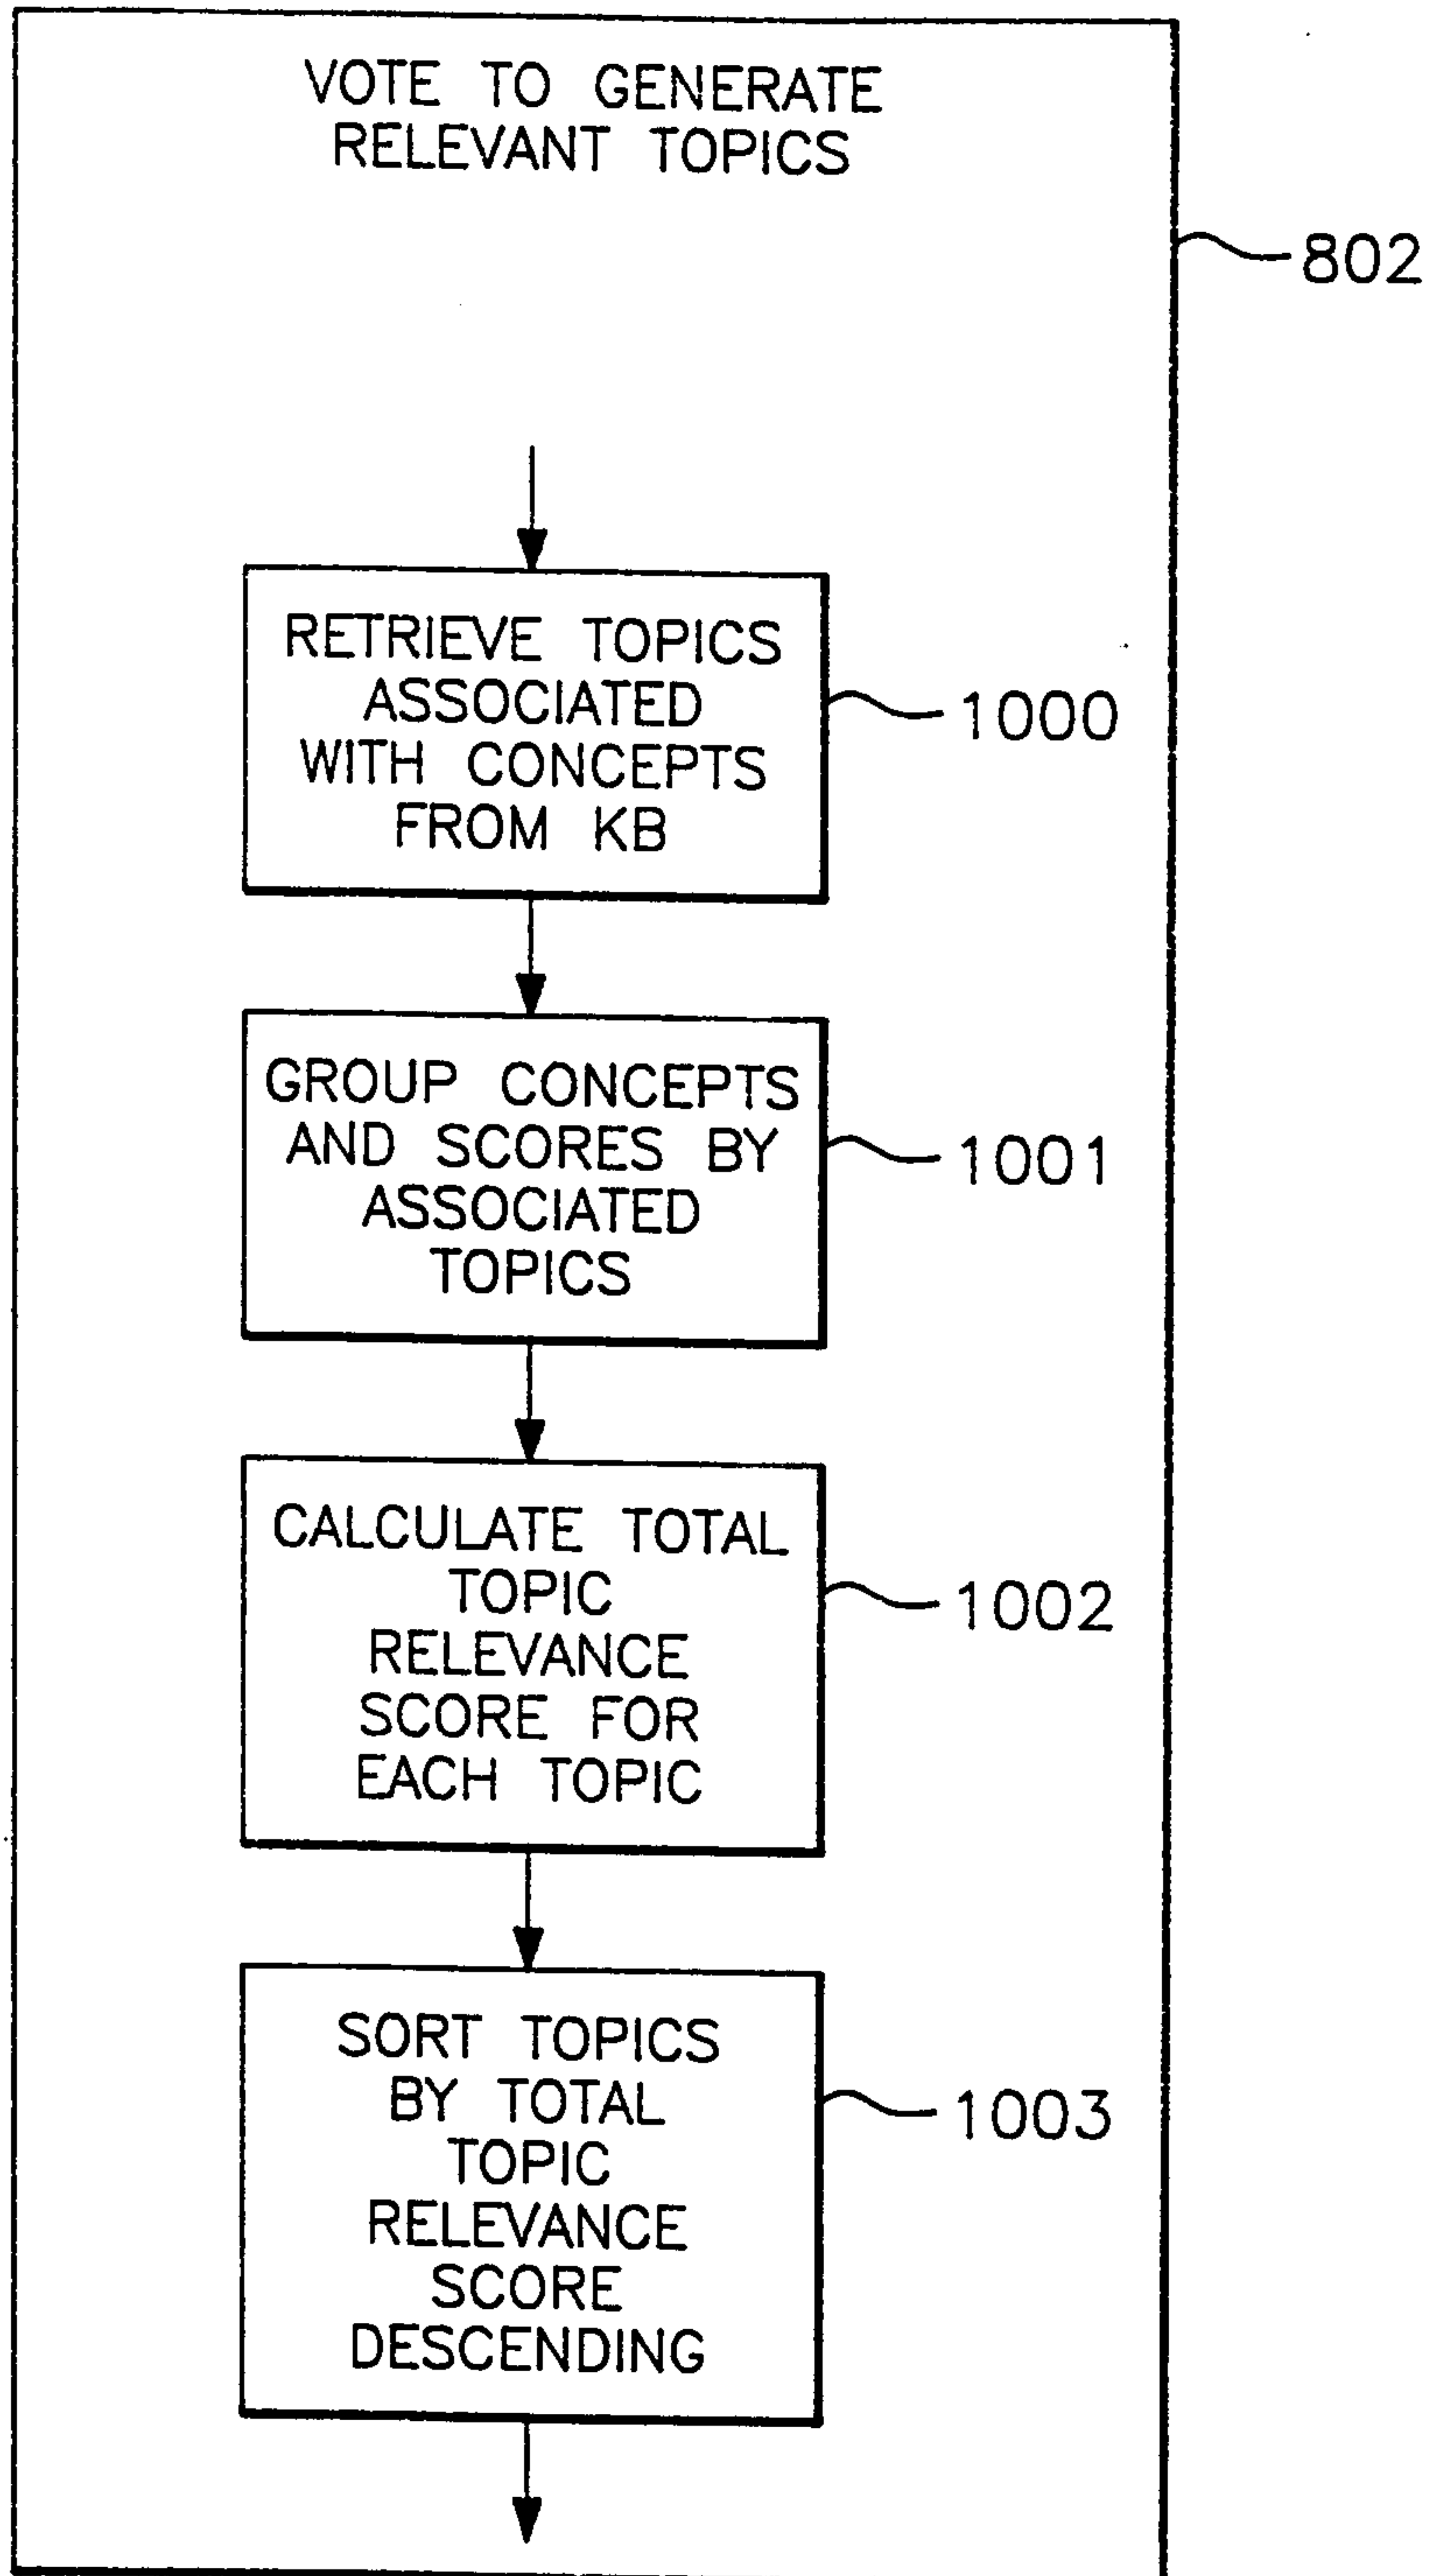 VOTE TO GENERATE
RELEVANT TOPICS
802
RETRIEVE TOPICS
ASSOCIATED
WITH CONCEPTS
FROM KB
1000
GROUP CONCEPTS
AND SCORES BY
ASSOCIATED
TOPICS
1001
CALCULATE TOTAL
TOPIC
RELEVANCE
SCORE FOR
EACH TOPIC
1002
SORT TOPICS
BY TOTAL
TOPIC
RELEVANCE
SCORE
DESCENDING
1003